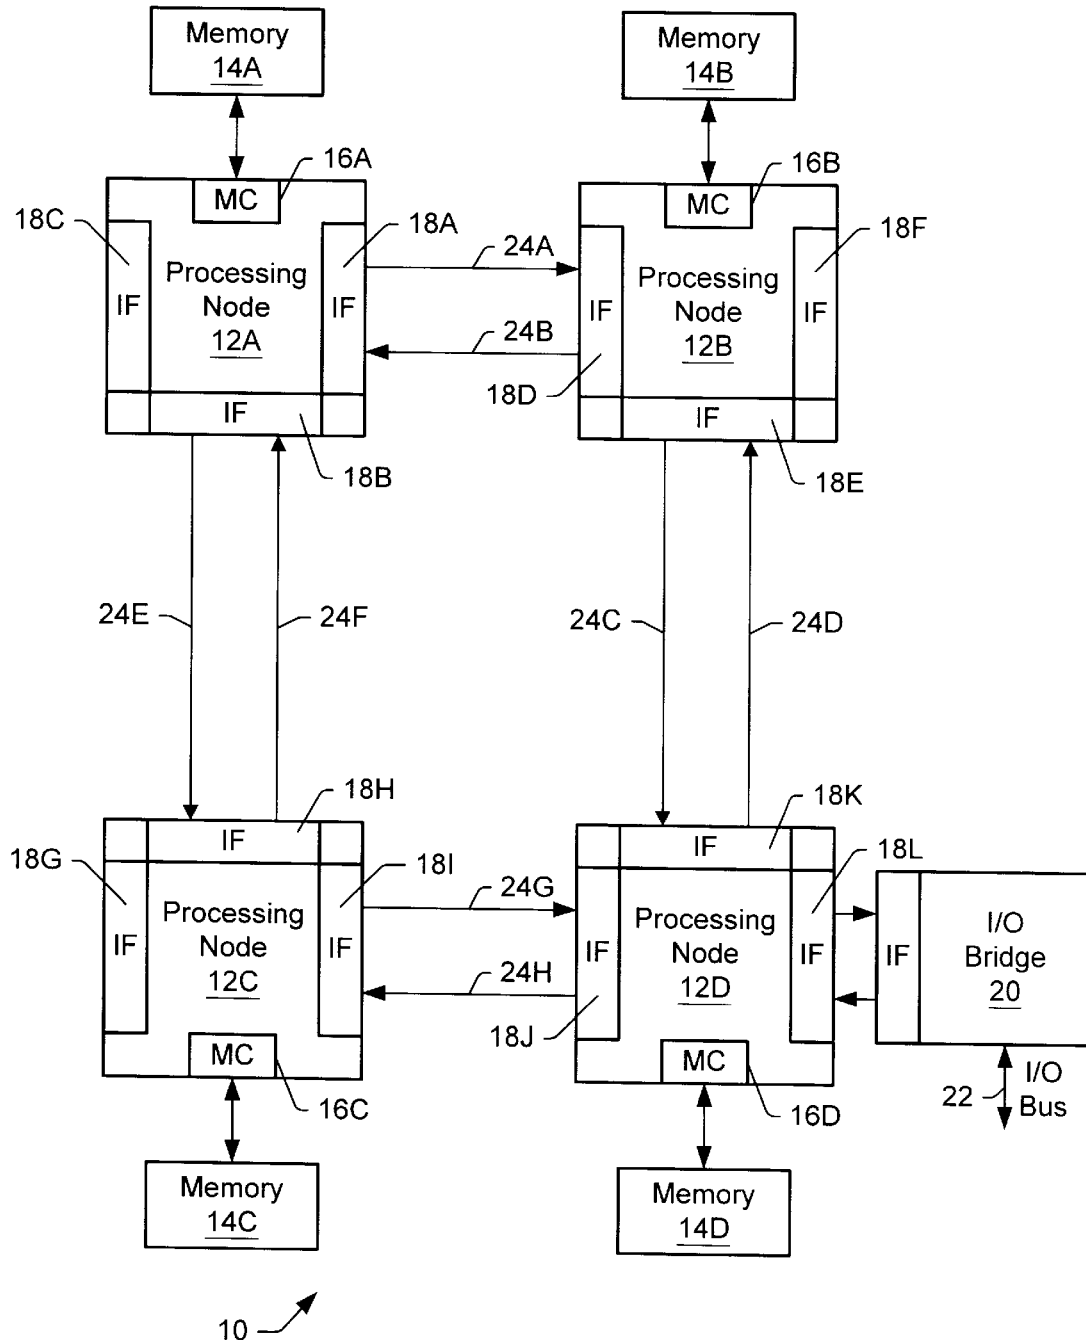 Memory
14A
Memory
14B
16A
16B
MC
MC
18C
18A
18F
24A
Processing
Node
12A
IF
IF
Processing
Node
12B
IF
IF
24B
18D
IF
IF
18B
18E
24E
24F
24C
24D
18H
18K
IF
IF
18G
18I
18L
24G
Processing
Node
12C
IF
IF
Processing
Node
12D
IF
IF
IF
I/O
Bridge
20
24H
18J
MC
MC
16C
16D
22
I/O
Bus
Memory
14C
Memory
14D
10